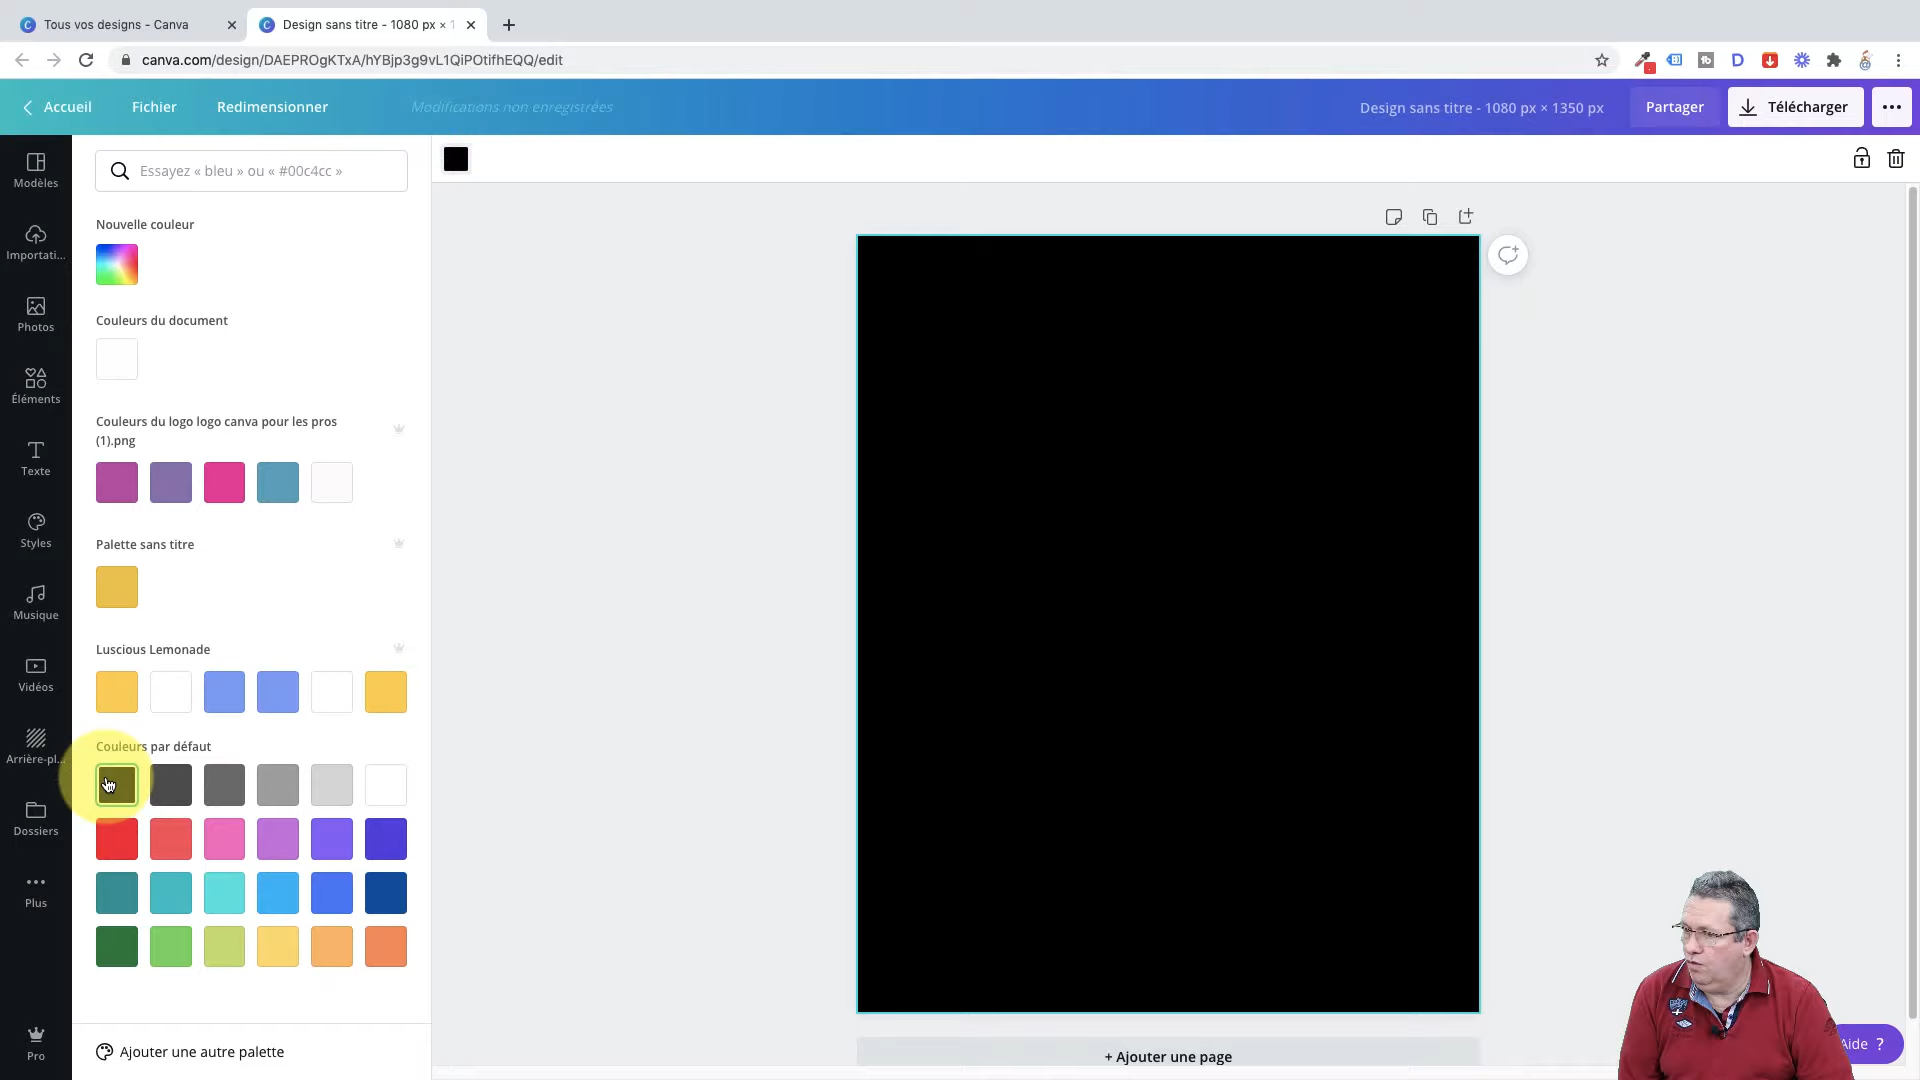 Tous vos designs - Canva
Design sans titre - 1080 px × 1
canva.com/design/DAEPROgKTxA/hYBjp3g9vL1QiPOtifhEQQ/edit
Accueil
Fichier
Redimensionner
Modifications non enregistrées
Design sans titre - 1080 px × 1350 px
Partager
Télécharger
Modèles
Importati...
Photos
Éléments
Texte
Styles
Musique
Vidéos
Arrière-pl...
Dossiers
Plus
Pro
Essayez « bleu » ou « #00c4cc »
Nouvelle couleur
Couleurs du document
Couleurs du logo logo canva pour les pros
(1).png
Palette sans titre
Luscious Lemonade
Couleurs par défaut
Ajouter une autre palette
+ Ajouter une page
Aide ?